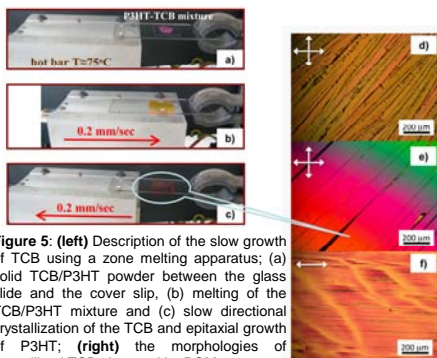 P3HT-TCB mixture
hot bar T=75°C
a)
0.2 mm/sec
b)
0.2 mm/sec
c)
d)
200 µm
e)
200 µm
f)
200 µm
Figure 5: (left) Description of the slow growth
of TCB using a zone melting apparatus; (a)
solid TCB/P3HT powder between the glass
slide and the cover slip, (b) melting of the
TCB/P3HT mixture and (c) slow directional
crystallization of the TCB and epitaxial growth
of P3HT; (right) the morphologies of